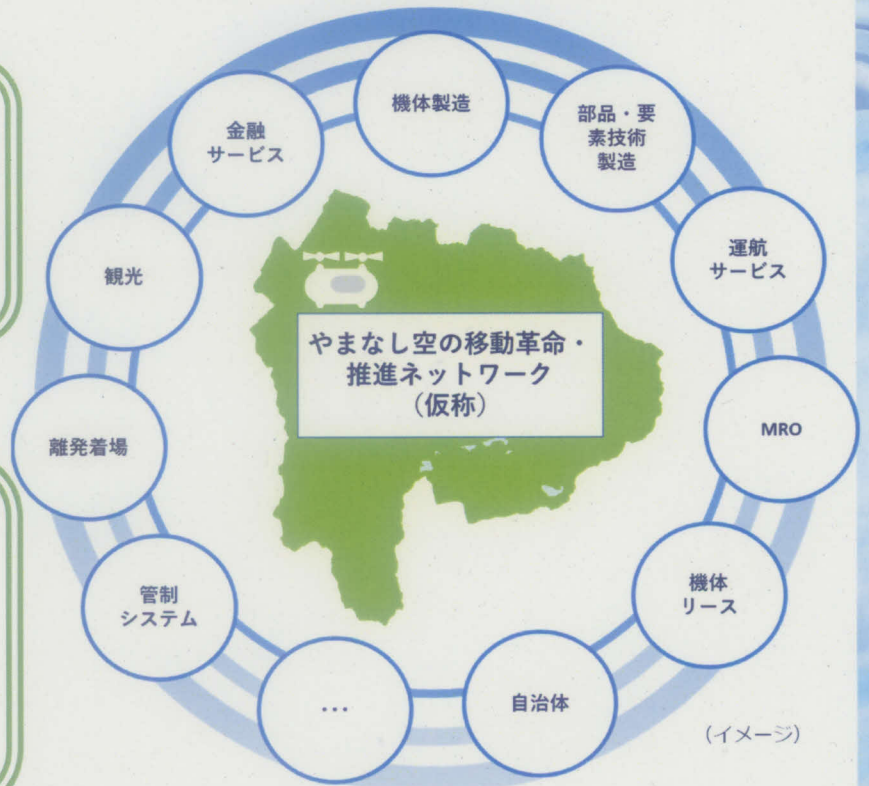 機体製造
部品・要
素技術
製造
運航
サービス
MRO
機体
リース
自治体
…
管制
システム
離発着場
観光
金融
サービス
やまなし空の移動革命・
推進ネットワーク
（仮称）
（イメージ）